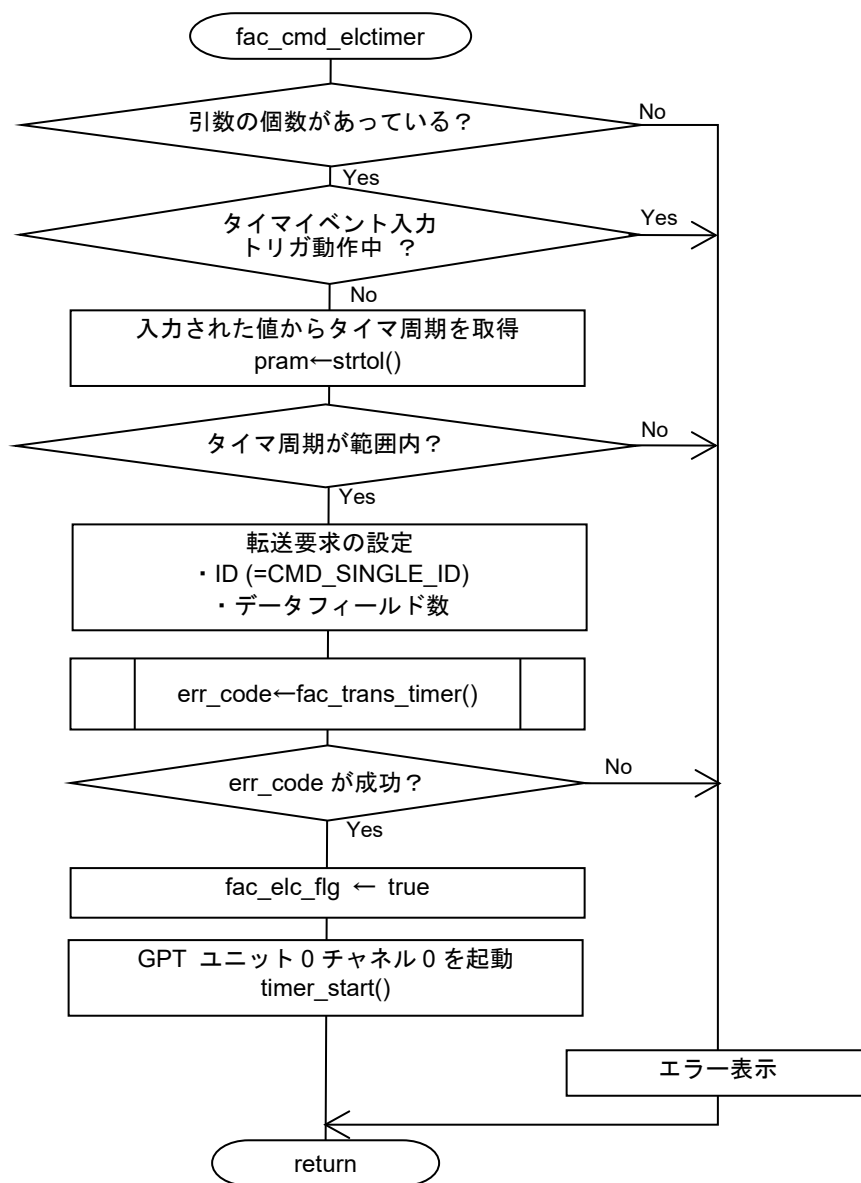 fac_cmd_elctimer
引数の個数があっている？
No
Yes
タイマイベント入力
トリガ動作中 ？
Yes
No
入力された値からタイマ周期を取得
pram←strtol()
タイマ周期が範囲内？
No
Yes
転送要求の設定
・ID (=CMD_SINGLE_ID)
・データフィールド数
err_code←fac_trans_timer()
err_code が成功？
No
Yes
fac_elc_flg ← true
GPT ユニット 0 チャネル 0 を起動
timer_start()
エラー表示
return